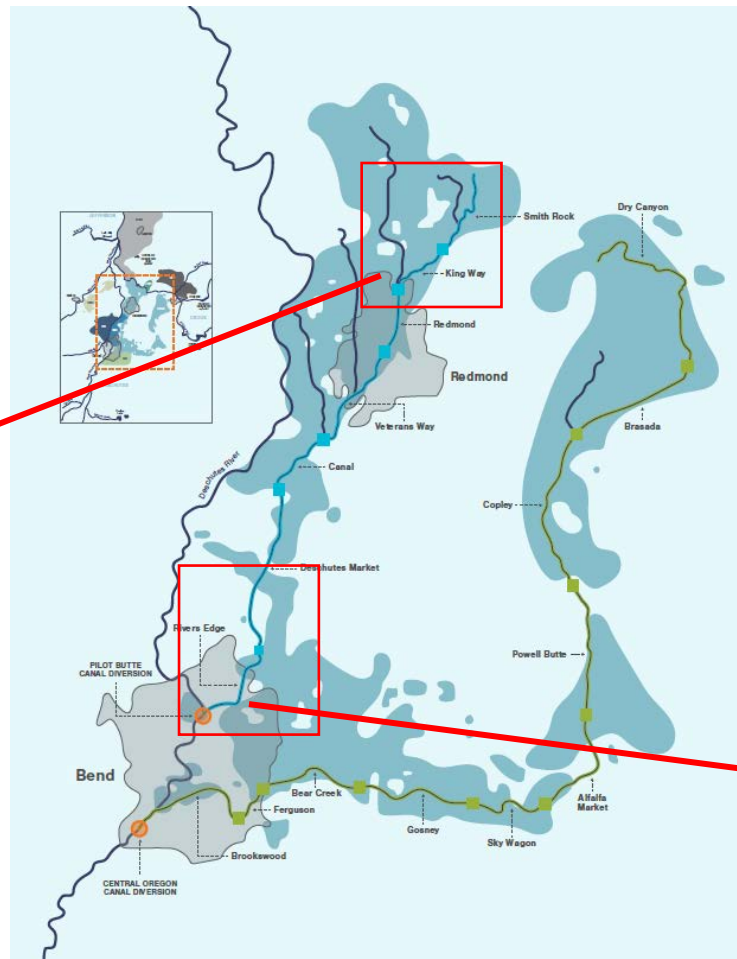 Dry Canyon
Smith Rock
King Way
Redmond
Redmond
Veterans Way
Brasada
Deschutes River
Canal
Copley
Deschutes Market
Rivers Edge
Powell Butte
PILOT BUTTE
CANAL DIVERSION
Bend
Bear Creek
Ferguson
Gosney
Sky Wagon
Alfalfa
Market
Brookswood
CENTRAL OREGON
CANAL DIVERSION